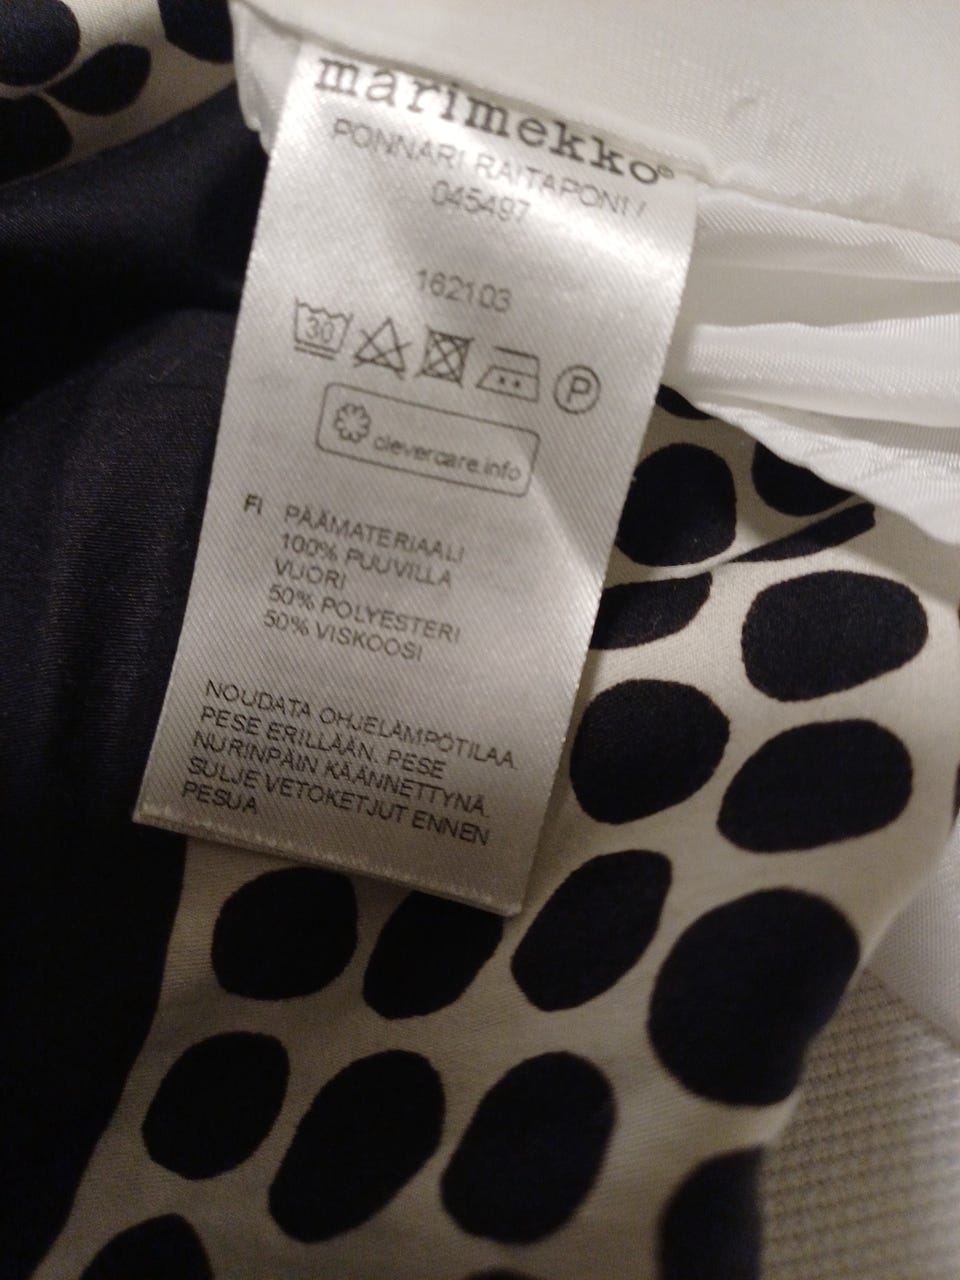 marimekko®
PONNARI RAITAPONI /
045497
162103
30
P
clevercare.info
FI PÄÄMATERIAALI
100% PUUVILLA
VUORI
50% POLYESTERI
50% VISKOOSI
NOUDATA OHJELÄMPÖTILAA.
PESE ERILLÄÄN. PESE
NURINPÄIN KÄÄNNETTYNÄ.
SULJE VETOKETJUT ENNEN
PESUA